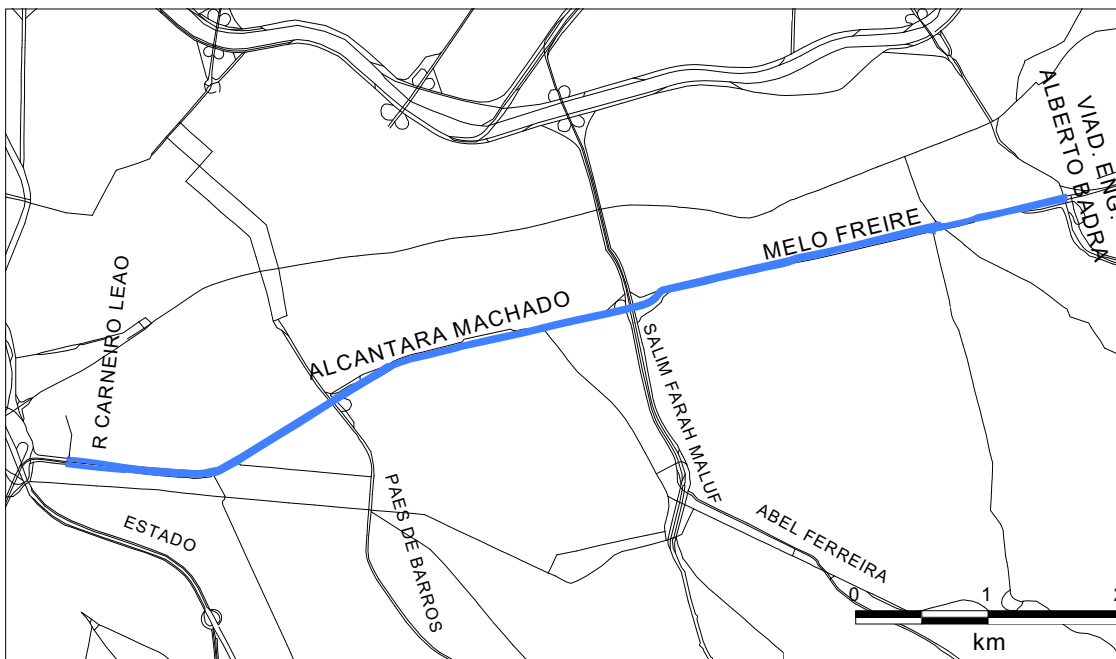 VIAD. ENG.
ALBERTO BADRA
MELO FREIRE
ALCANTARA MACHADO
R CARNEIRO LEAO
SALIM FARAH MALUF
PAES DE BARROS
ESTADO
ABEL FERREIRA
0 1 2
km